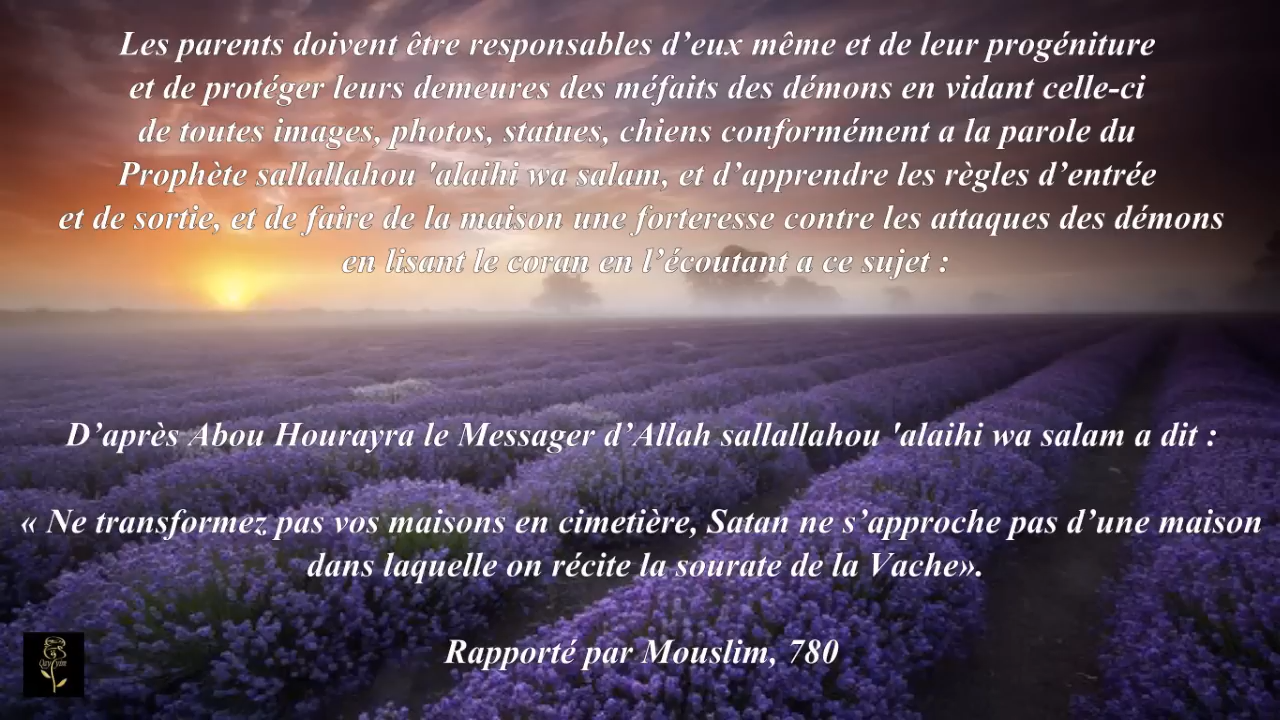 Les parents doivent être responsables d’eux même et de leur progéniture
et de protéger leurs demeures des méfaits des démons en vidant celle-ci
de toutes images, photos, statues, chiens conformément a la parole du
Prophète sallallahou 'alaihi wa salam, et d’apprendre les règles d’entrée
et de sortie, et de faire de la maison une forteresse contre les attaques des démons
en lisant le coran en l’écoutant a ce sujet :
D’après Abou Hourayra le Messager d’Allah sallallahou 'alaihi wa salam a dit :
« Ne transformez pas vos maisons en cimetière, Satan ne s’approche pas d’une maison
dans laquelle on récite la sourate de la Vache».
Rapporté par Mouslim, 780